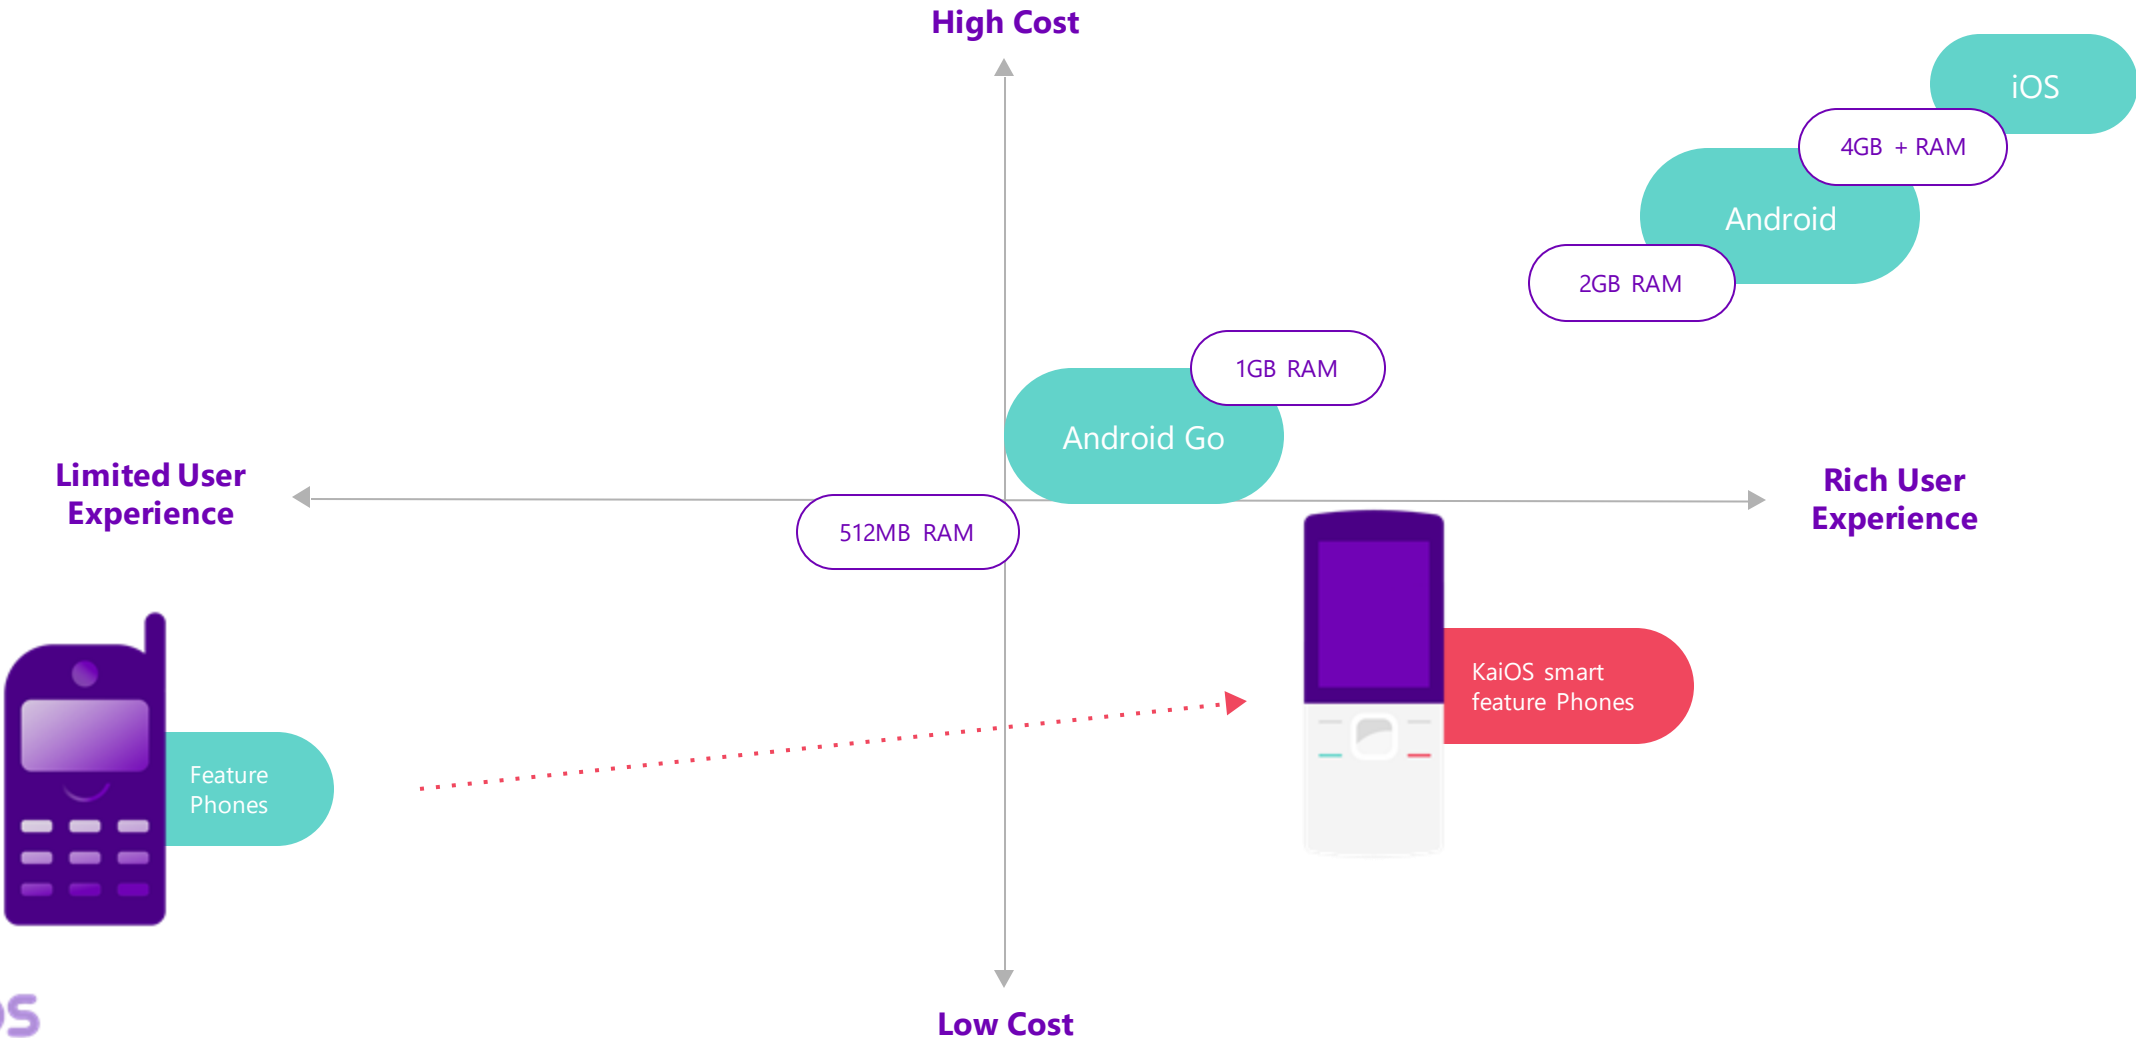 High Cost
iOS
4GB + RAM
Android
2GB RAM
1GB RAM
Android Go
Limited User
Experience
Rich User
Experience
512MB RAM
KaiOS smart
feature Phones
Feature
Phones
OS
Low Cost